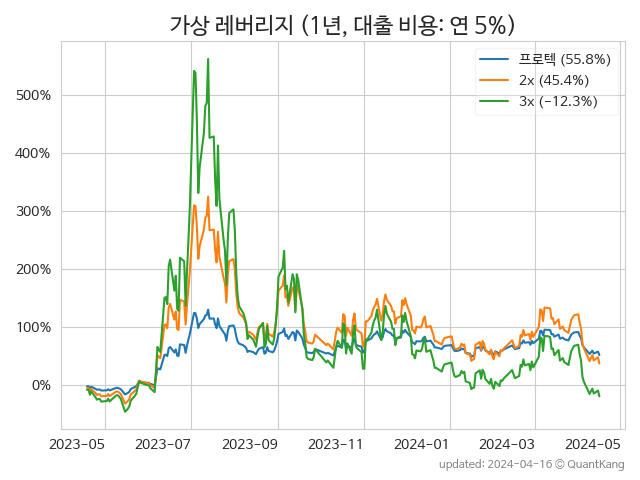 가상 레버리지 (1년, 대출 비용: 연 5%)
프로텍 (55.8%)
2x (45.4%)
3x (−12.3%)
500%
400%
300%
200%
100%
0%
2023-05 2023-07 2023-09 2023-11 2024-01 2024-03 2024-05
updated: 2024-04-16 © QuantKang